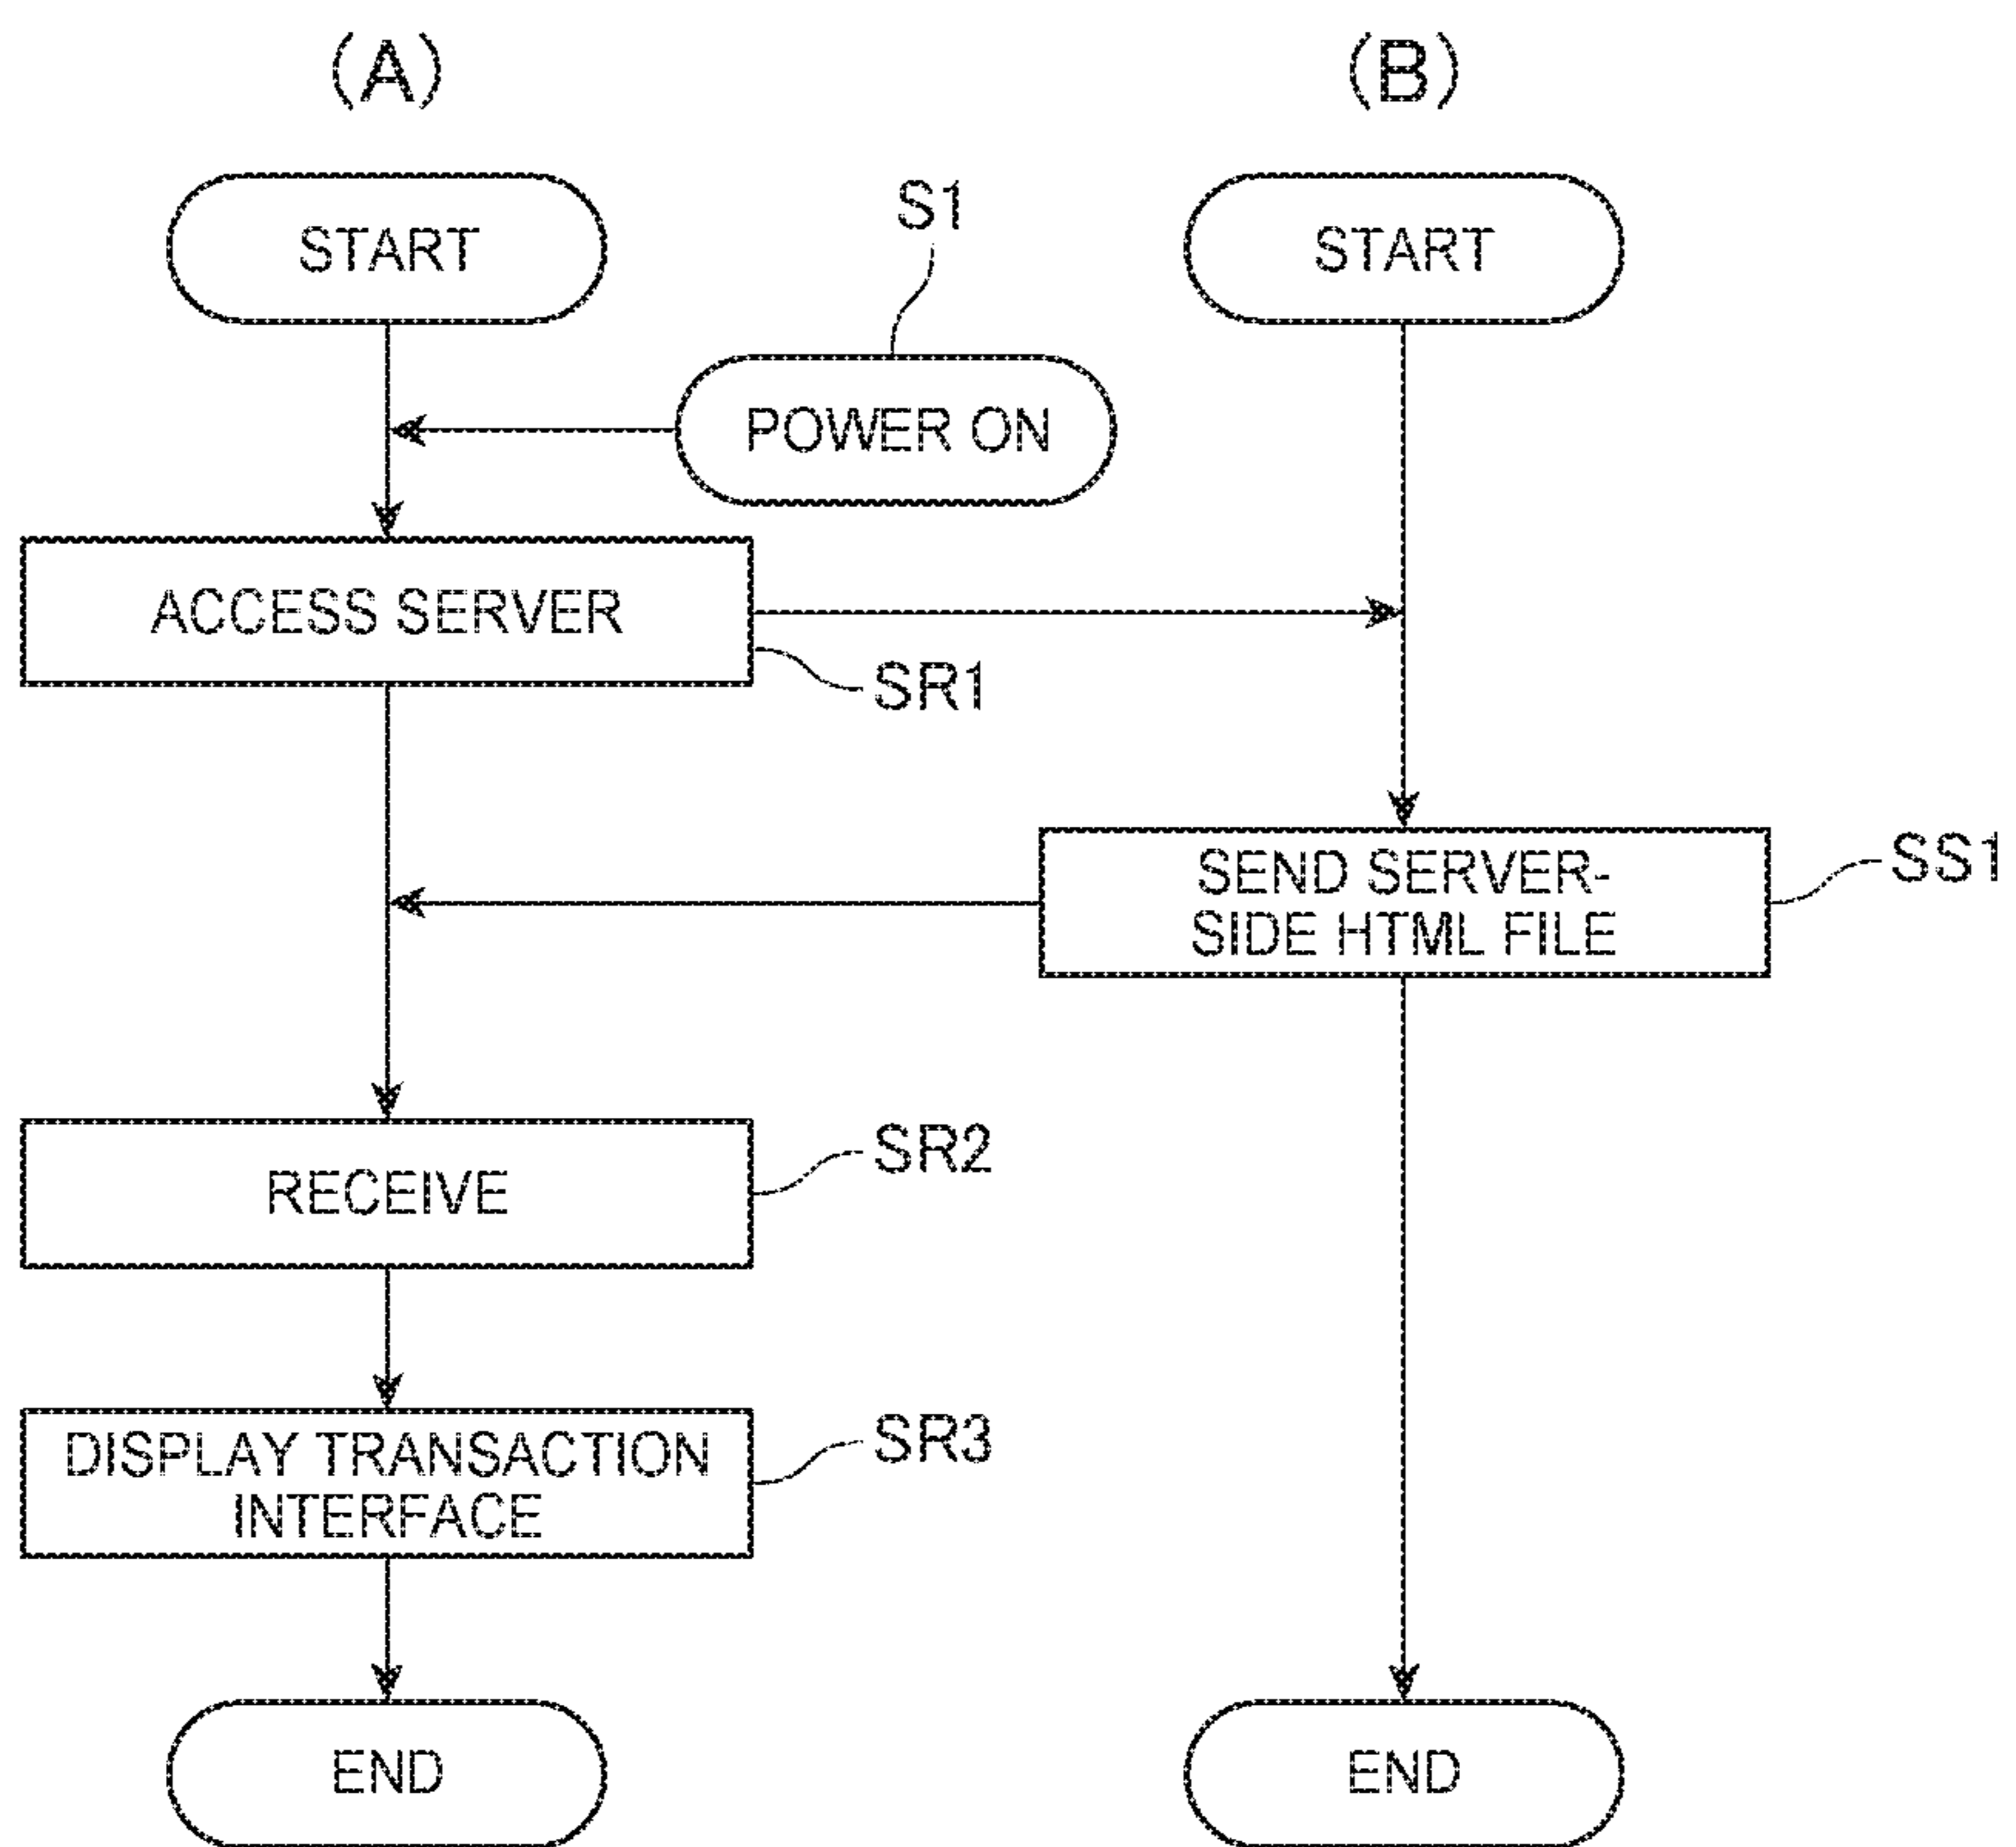 (A)
(B)
START
S1
START
POWER ON
ACCESS SERVER
SR1
SEND SERVER-
SIDE HTML FILE
SS1
RECEIVE
SR2
DISPLAY TRANSACTION
INTERFACE
SR3
END
END